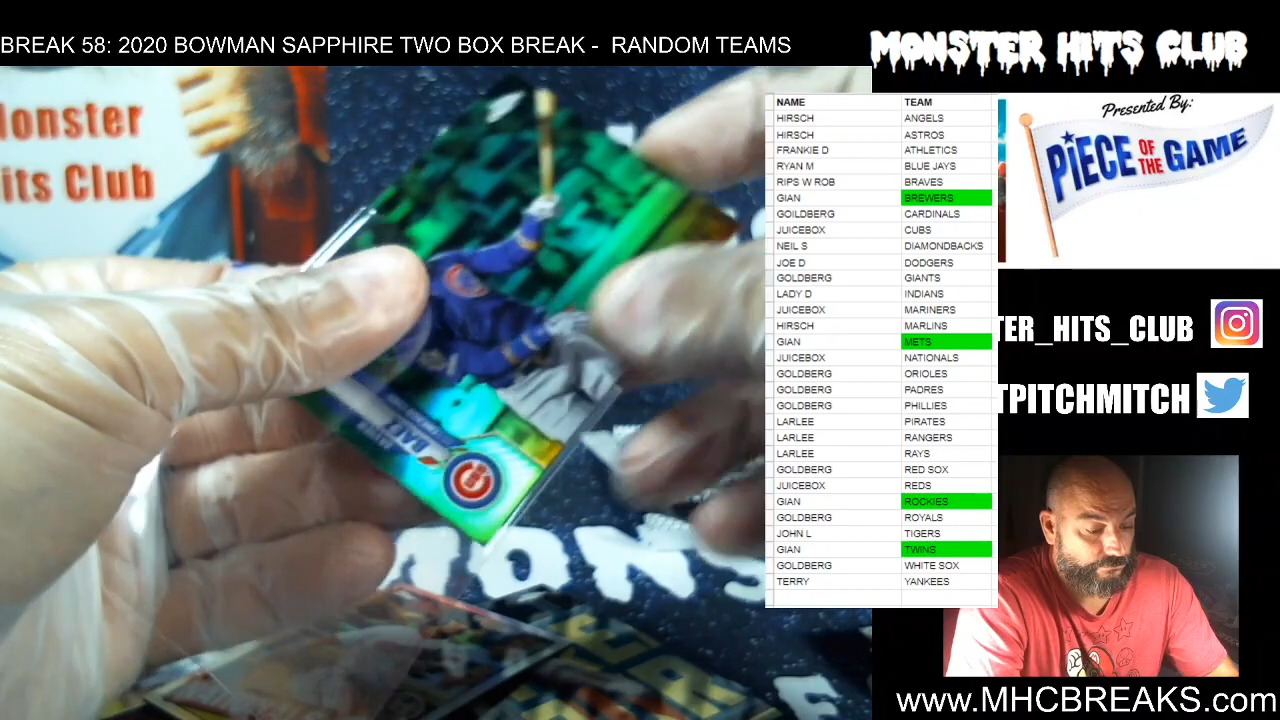 BREAK 58: 2020 BOWMAN SAPPHIRE TWO BOX BREAK - RANDOM TEAMS
MONSTER HITS CLUB
Presented By:
PIECE OF THE GAME
Monster
its Club
NAME TEAM
HIRSCH ANGELS
HIRSCH ASTROS
FRANKIE D ATHLETICS
RYAN M BLUE JAYS
RIPS W ROB BRAVES
GIAN BREWERS
GOILDBERG CARDINALS
JUICEBOX CUBS
NEIL S DIAMONDBACKS
JOE D DODGERS
GOLDBERG GIANTS
LADY D INDIANS
JUICEBOX MARINERS
HIRSCH MARLINS
GIAN METS
JUICEBOX NATIONALS
GOLDBERG ORIOLES
GOLDBERG PADRES
GOLDBERG PHILLIES
LARLEE PIRATES
LARLEE RANGERS
LARLEE RAYS
GOLDBERG RED SOX
JUICEBOX REDS
GIAN ROCKIES
GOLDBERG ROYALS
JOHN L TIGERS
GIAN TWINS
GOLDBERG WHITE SOX
TERRY YANKEES
TER_HITS_CLUB
TPITCHMITCH
MONS
www.MHCBREAKS.com